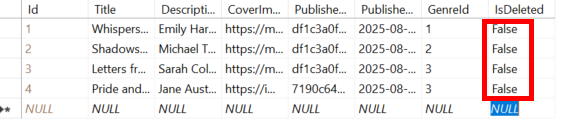 Id Title Descripti... CoverIm... Publishe... Publishe... GenreId IsDeleted
1 Whispers... Emily Har... https://m... df1c3a0f... 2025-08-... 1 False
2 Shadows... Michael T... https://m... df1c3a0f... 2025-08-... 2 False
3 Letters fr... Sarah Col... https://m... df1c3a0f... 2025-08-... 3 False
4 Pride and... Jane Aust... https://i... 7190c64... 2025-08-... 3 False
NULL NULL NULL NULL NULL NULL NULL NULL